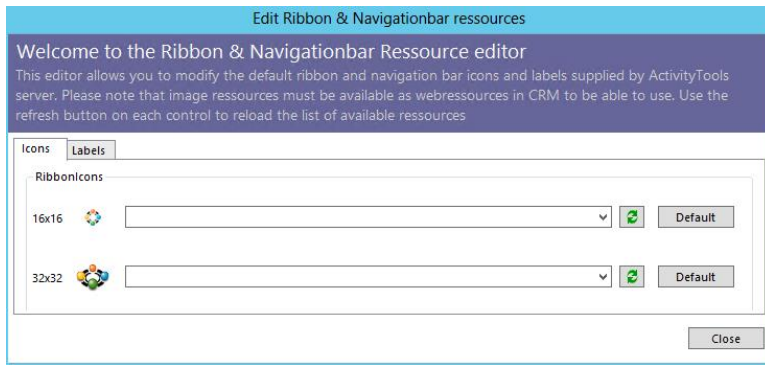 Edit Ribbon & Navigationbar ressources
Welcome to the Ribbon & Navigationbar Ressource editor
This editor allows you to modify the default ribbon and navigation bar icons and labels supplied by ActivityTools
server. Please note that image ressources must be available as webressources in CRM to be able to use. Use the
refresh button on each control to reload the list of available ressources
Icons Labels
RibbonIcons
16x16 Default
32x32 Default
Close